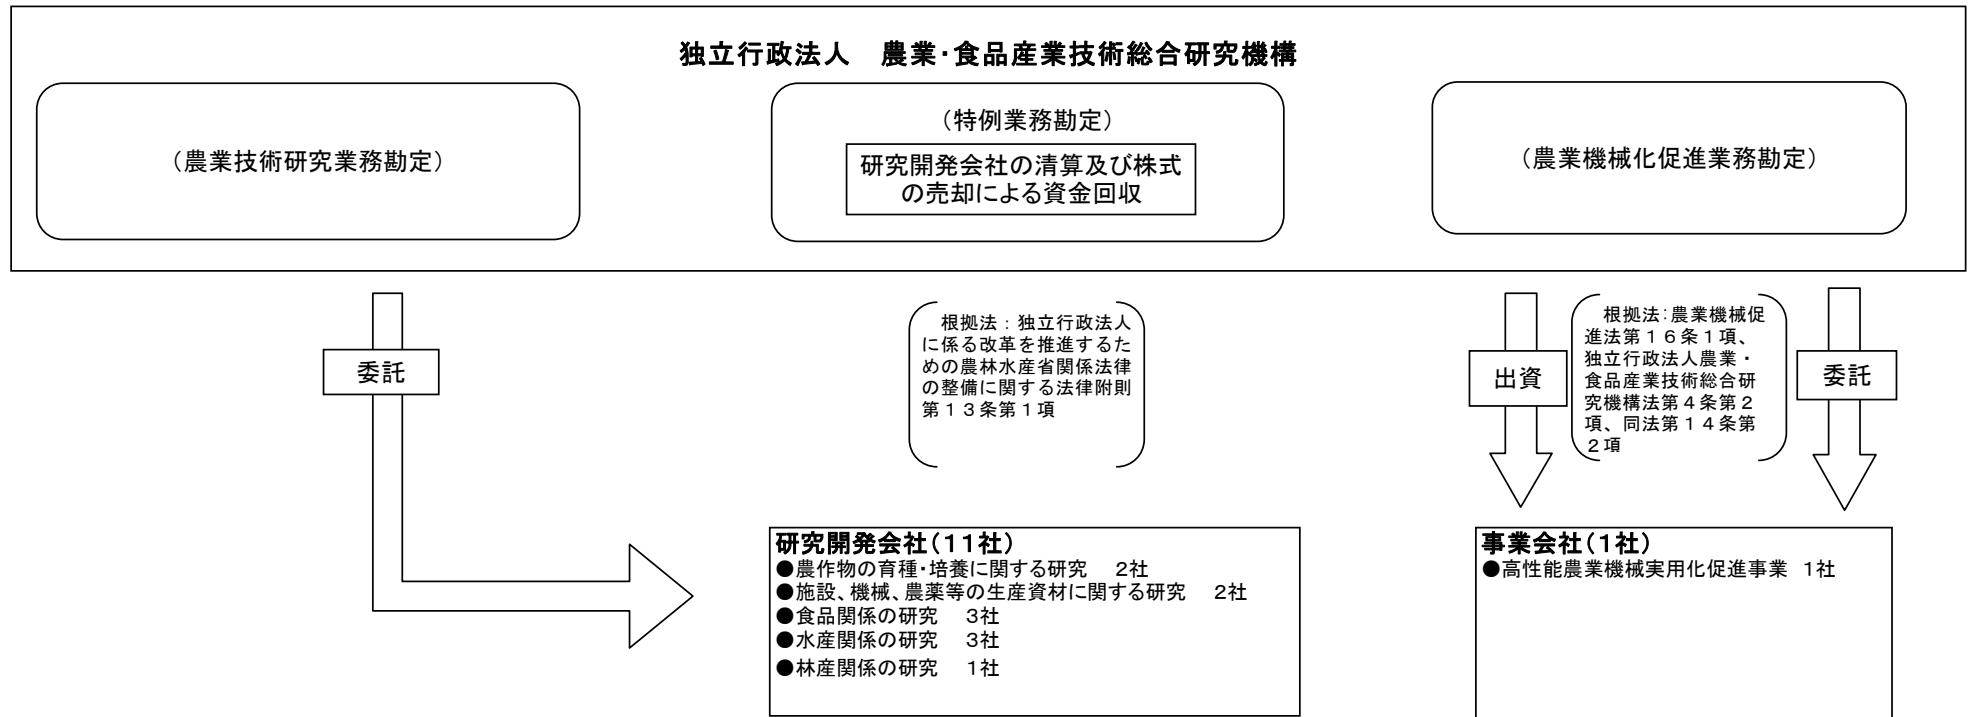 独立行政法人　農業・食品産業技術総合研究機構
（農業技術研究業務勘定）
（特例業務勘定）
研究開発会社の清算及び株式
の売却による資金回収
（農業機械化促進業務勘定）
委託
根拠法：独立行政法人
に係る改革を推進するた
めの農林水産省関係法律
の整備に関する法律附則
第１３条第１項
出資
根拠法：農業機械促
進法第１６条１項、
独立行政法人農業・
食品産業技術総合研
究機構法第４条第２
項、同法第１４条第
２項
委託
研究開発会社（１１社）
●農作物の育種・培養に関する研究　２社
●施設、機械、農薬等の生産資材に関する研究　２社
●食品関係の研究　３社
●水産関係の研究　３社
●林産関係の研究　１社
事業会社（１社）
●高性能農業機械実用化促進事業　１社